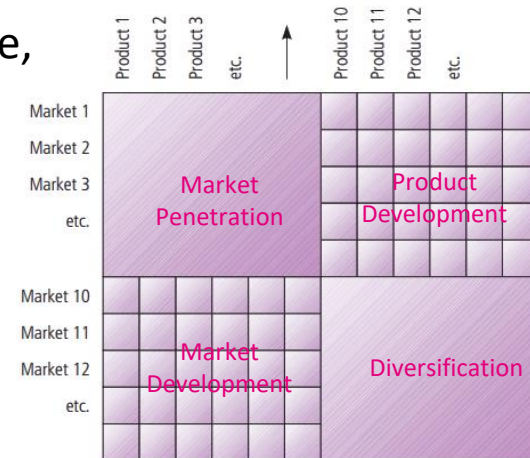 e,
Product 1
Product 2
Product 3
etc.
Product 10
Product 11
Product 12
etc.
Market 1
Market 2
Market 3
etc.
Market
Penetration
Product
Development
Market 10
Market 11
Market 12
etc.
Market
Development
Diversification